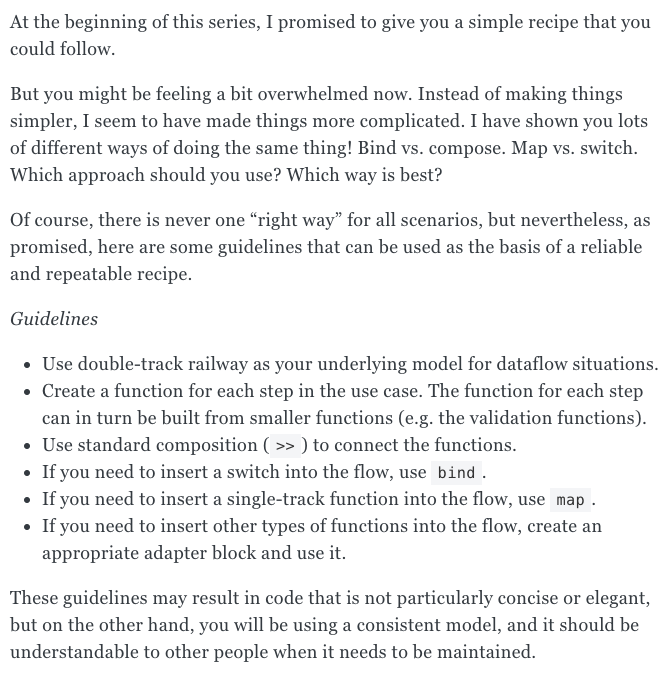 At the beginning of this series, I promised to give you a simple recipe that you
could follow.
But you might be feeling a bit overwhelmed now. Instead of making things
simpler, I seem to have made things more complicated. I have shown you lots
of different ways of doing the same thing! Bind vs. compose. Map vs. switch.
Which approach should you use? Which way is best?
Of course, there is never one “right way” for all scenarios, but nevertheless, as
promised, here are some guidelines that can be used as the basis of a reliable
and repeatable recipe.
Guidelines
• Use double-track railway as your underlying model for dataflow situations.
• Create a function for each step in the use case. The function for each step
can in turn be built from smaller functions (e.g. the validation functions).
• Use standard composition ( >> ) to connect the functions.
• If you need to insert a switch into the flow, use bind .
• If you need to insert a single-track function into the flow, use map .
• If you need to insert other types of functions into the flow, create an
appropriate adapter block and use it.
These guidelines may result in code that is not particularly concise or elegant,
but on the other hand, you will be using a consistent model, and it should be
understandable to other people when it needs to be maintained.